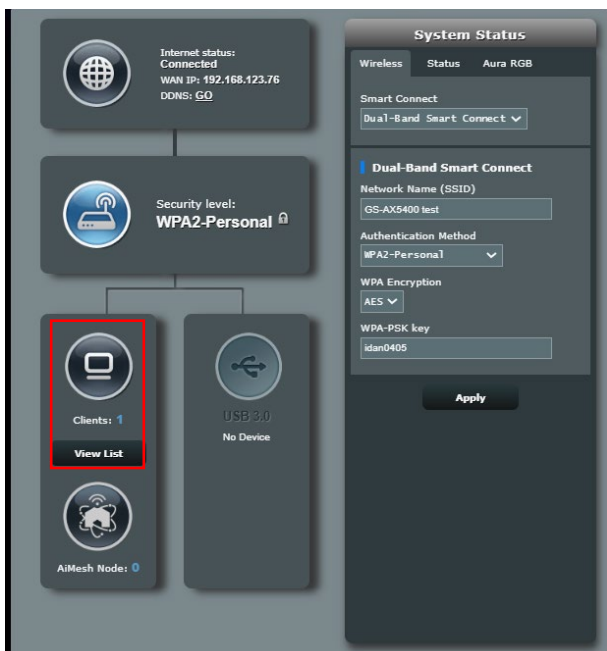 Internet status:
Connected
WAN IP: 192.168.123.76
DDNS: GO
Security level:
WPA2-Personal
Clients: 1
View List
AiMesh Node: 0
USB 3.0
No Device
System Status
Wireless Status Aura RGB
Smart Connect
Dual-Band Smart Connect
Dual-Band Smart Connect
Network Name (SSID)
GS-AX5400 test
Authentication Method
WPA2-Personal
WPA Encryption
AES
WPA-PSK key
idan0405
Apply